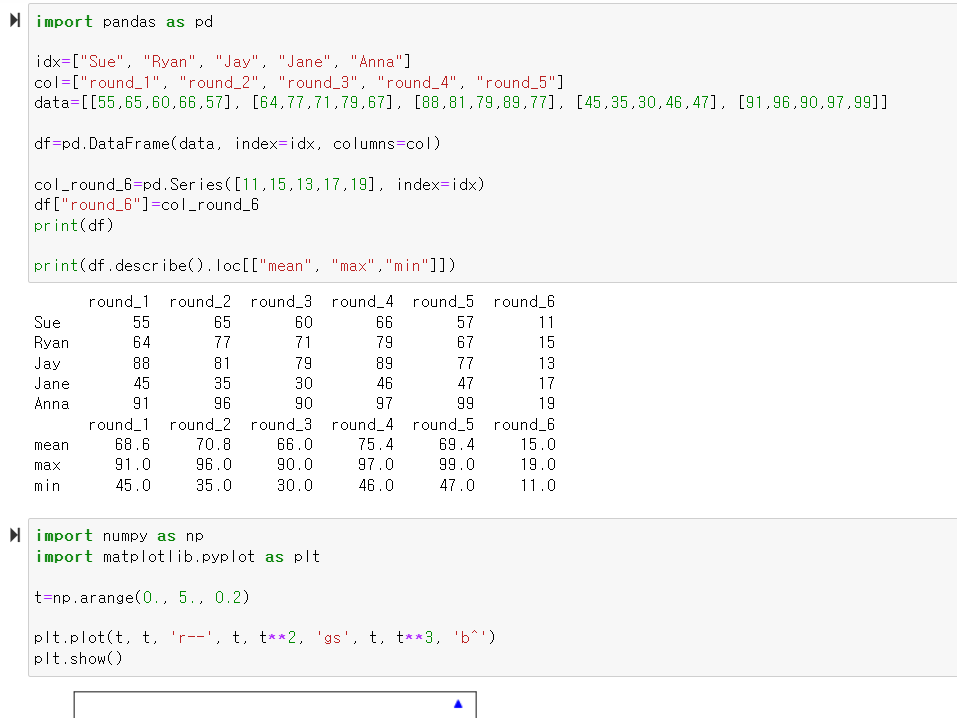 import pandas as pd
idx=["Sue", "Ryan", "Jay", "Jane", "Anna"]
col=["round_1", "round_2", "round_3", "round_4", "round_5"]
data=[[55,65,60,66,57], [64,77,71,79,67], [88,81,79,89,77], [45,35,30,46,47], [91,96,90,97,99]]
df=pd.DataFrame(data, index=idx, columns=col)
col_round_6=pd.Series([11,15,13,17,19], index=idx)
df["round_6"]=col_round_6
print(df)
print(df.describe().loc[["mean", "max","min"]])
round_1 round_2 round_3 round_4 round_5 round_6
Sue 55 65 60 66 57 11
Ryan 64 77 71 79 67 15
Jay 88 81 79 89 77 13
Jane 45 35 30 46 47 17
Anna 91 96 90 97 99 19
round_1 round_2 round_3 round_4 round_5 round_6
mean 68.6 70.8 66.0 75.4 69.4 15.0
max 91.0 96.0 90.0 97.0 99.0 19.0
min 45.0 35.0 30.0 46.0 47.0 11.0
import numpy as np
import matplotlib.pyplot as plt
t=np.arange(0., 5., 0.2)
plt.plot(t, t, 'r--', t, t**2, 'gs', t, t**3, 'b^')
plt.show()